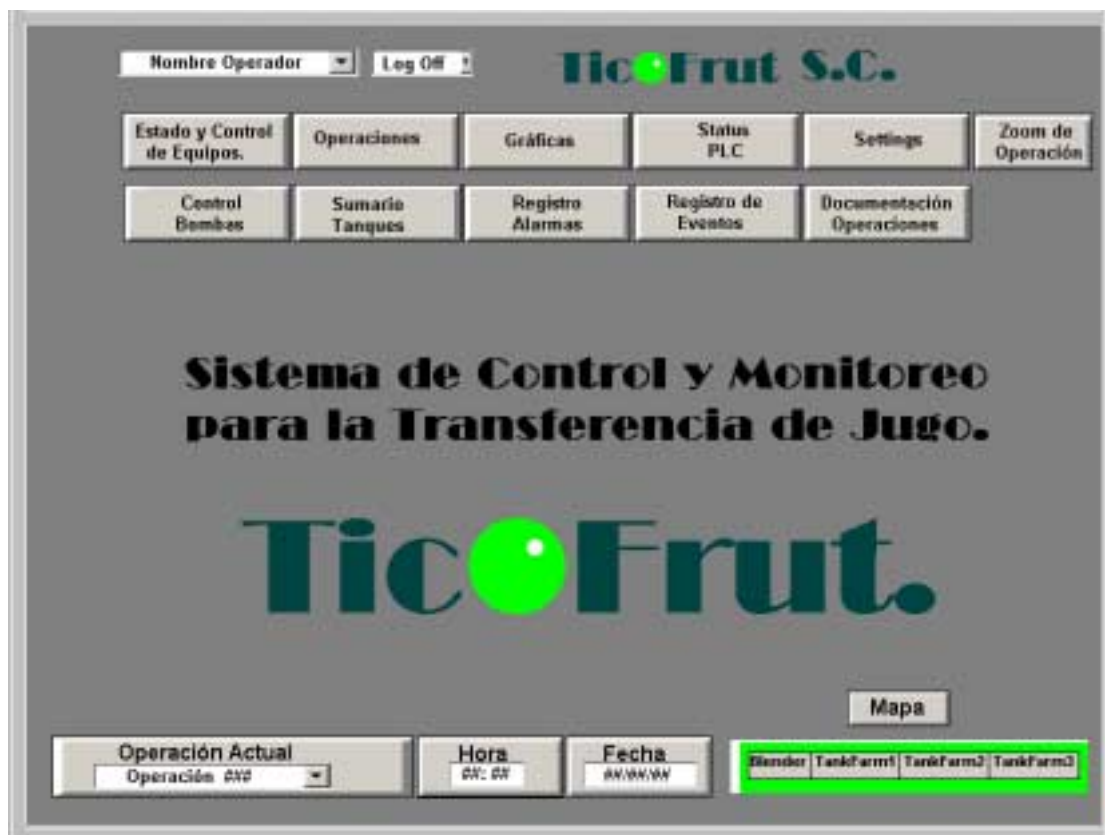 Nombre Operador
Log Off
TicoFrut S.C.
Estado y Control
de Equipos.
Operaciones
Gráficas
Status
PLC
Settings
Zoom de
Operación
Control
Bombas
Sumario
Tanques
Registro
Alarmas
Registro de
Eventos
Documentación
Operaciones
Sistema de Control y Monitoreo
para la Transferencia de Jugo.
TicoFrut.
Mapa
Operación Actual
Operación ###
Hora
##: ##
Fecha
##/##/##
Blender TankFarm1 TankFarm2 TankFarm3